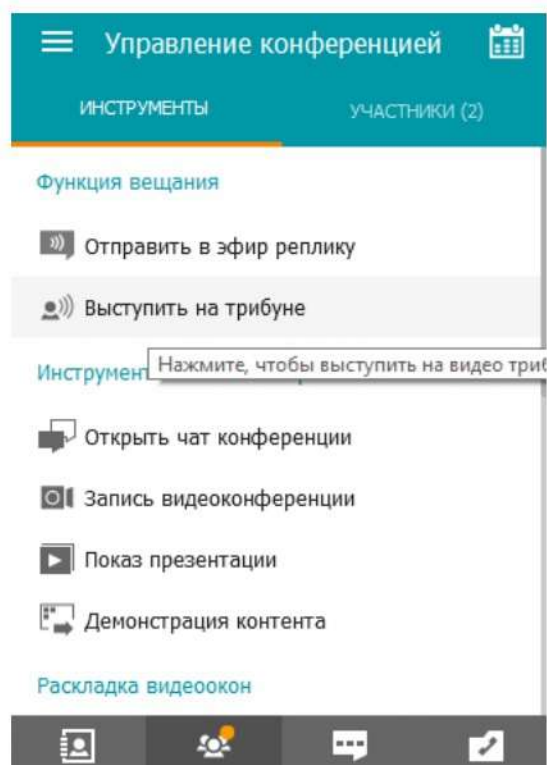 Управление конференцией
ИНСТРУМЕНТЫ
УЧАСТНИКИ (2)
Функция вещания
Отправить в эфир реплику
Выступить на трибуне
Нажмите, чтобы выступить на видео триб
Инструмен
Открыть чат конференции
Запись видеоконференции
Показ презентации
Демонстрация контента
Раскладка видеоокон